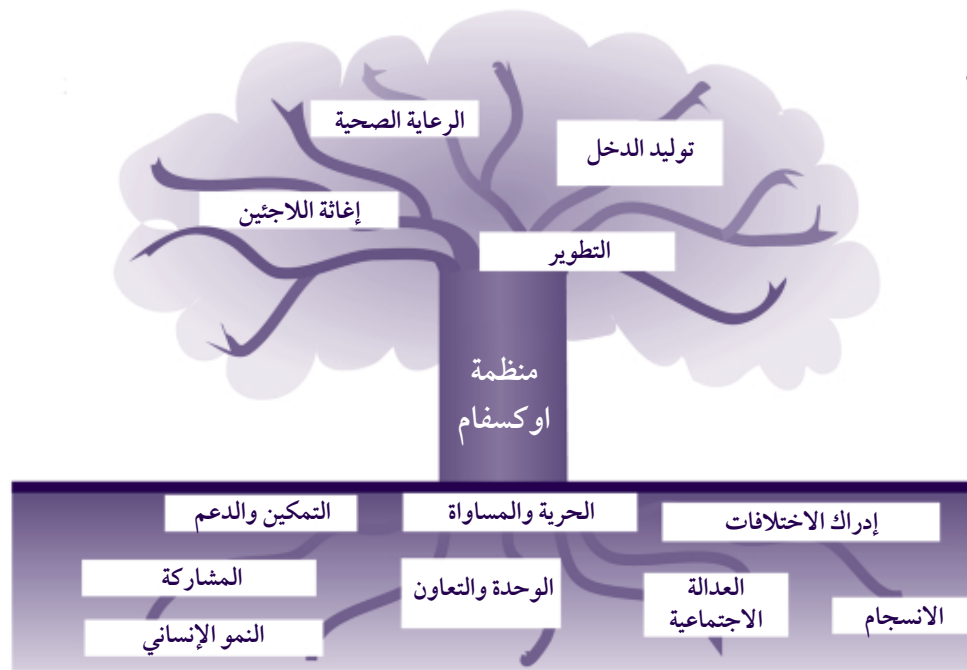 الرعاية الصحية
توليد الدخل
إغاثة اللاجئين
التطوير
منظمة
اوكسفام
إدراك الاختلافات
الحرية والمساواة
التمكين والدعم
الانسجام
العدالة
الاجتماعية
الوحدة والتعاون
المشاركة
النمو الإنساني